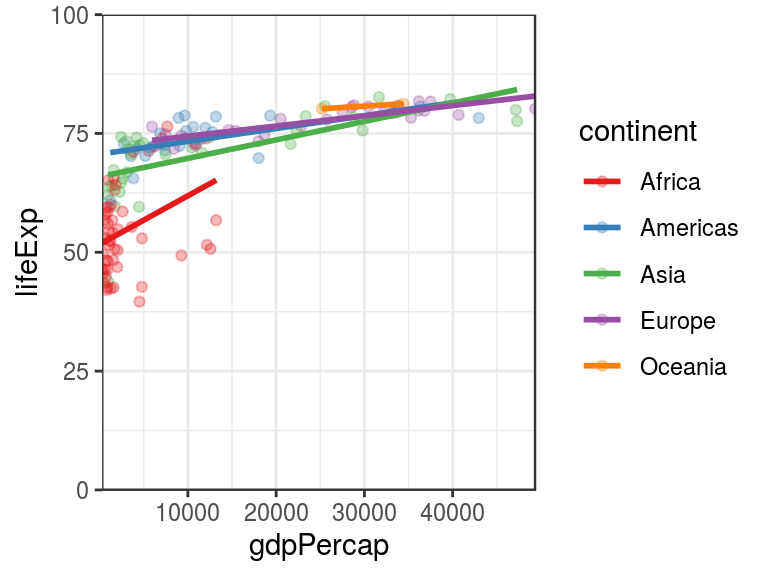 100
75
50
25
0
lifeExp
10000 20000 30000 40000
gdpPercap
continent
Africa
Americas
Asia
Europe
Oceania